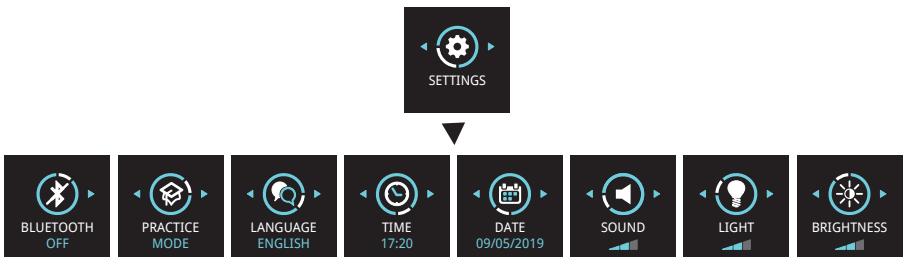 SETTINGS
BLUETOOTH
OFF
PRACTICE
MODE
LANGUAGE
ENGLISH
TIME
17:20
DATE
09/05/2019
SOUND
LIGHT
BRIGHTNESS